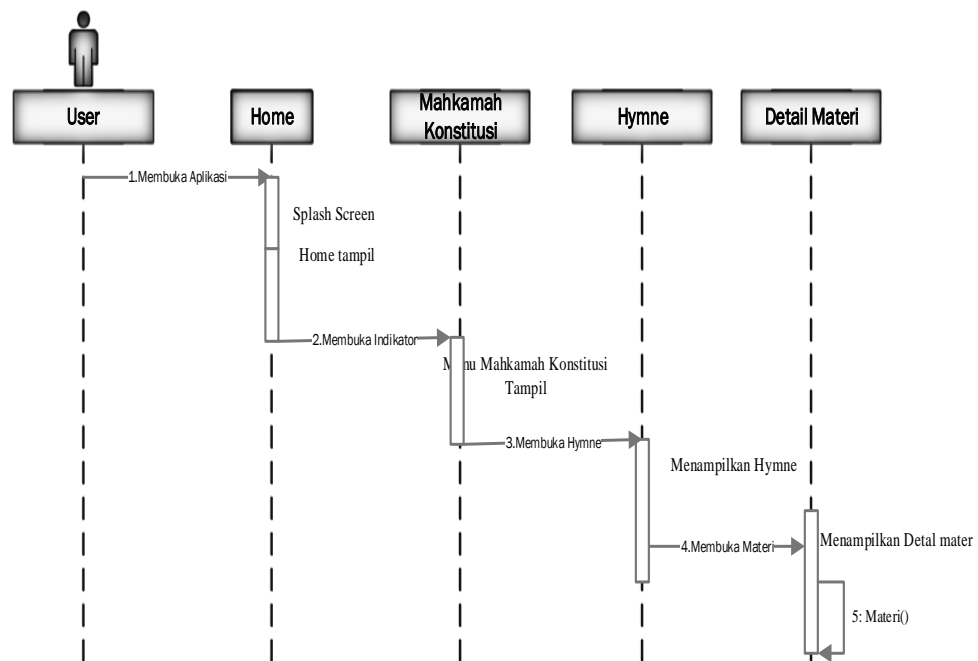 User
Home
Mahkamah
Konstitusi
Hymne
Detail Materi
1.Membuka Aplikasi
Splash Screen
Home tampil
2.Membuka Indikator
Mahkamah Konstitusi
Tampil
3.Membuka Hymne
Menampilkan Hymne
4.Membuka Materi
Menampilkan Detal mater
5: Materi()